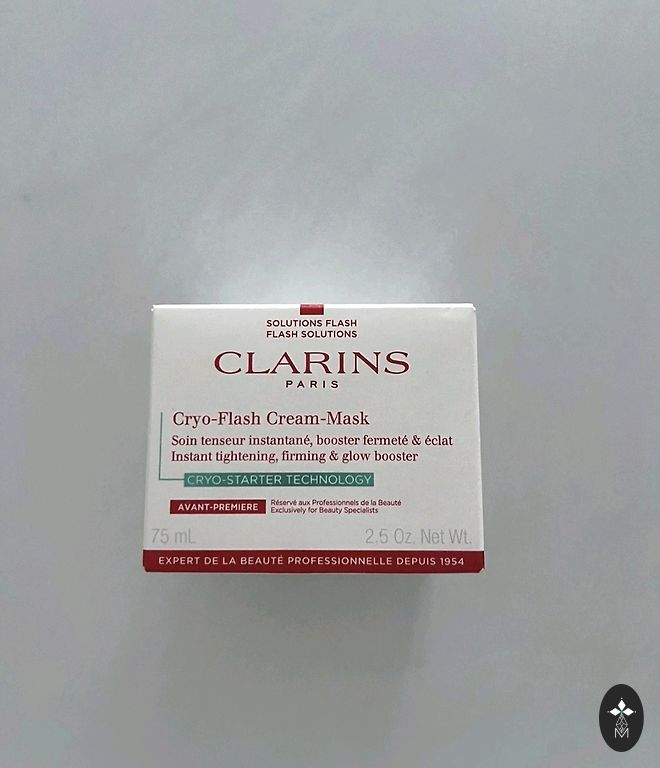 SOLUTIONS FLASH
FLASH SOLUTIONS
CLARINS
PARIS
Cryo-Flash Cream-Mask
Soin tenseur instantané, booster fermeté & éclat
Instant tightening, firming & glow booster
CRYO-STARTER TECHNOLOGY
AVANT-PREMIERE Réservé aux Professionnels de la Beauté
Exclusively for Beauty Specialists
75 mL 2.5 Oz. Net Wt.
EXPERT DE LA BEAUTÉ PROFESSIONNELLE DEPUIS 1954
M